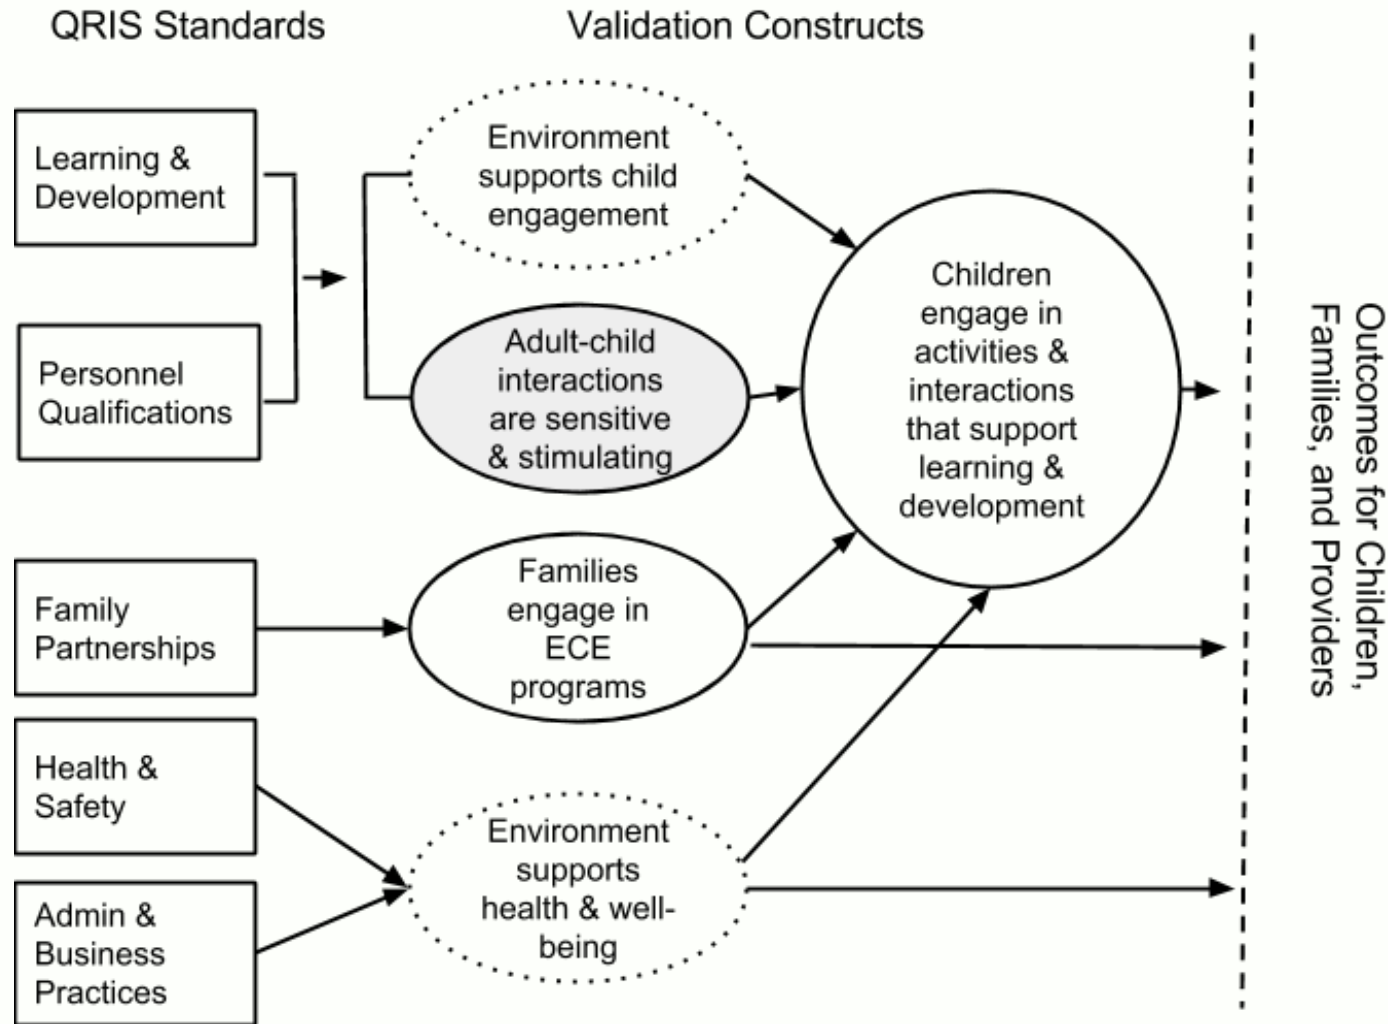 QRIS Standards
Validation Constructs
Learning &
Development
Personnel
Qualifications
Family
Partnerships
Health &
Safety
Admin &
Business
Practices
Environment
supports child
engagement
Adult-child
interactions
are sensitive
& stimulating
Families
engage in
ECE
programs
Environment
supports
health & well-
being
Children
engage in
activities &
interactions
that support
learning &
development
Outcomes for Children,
Families, and Providers